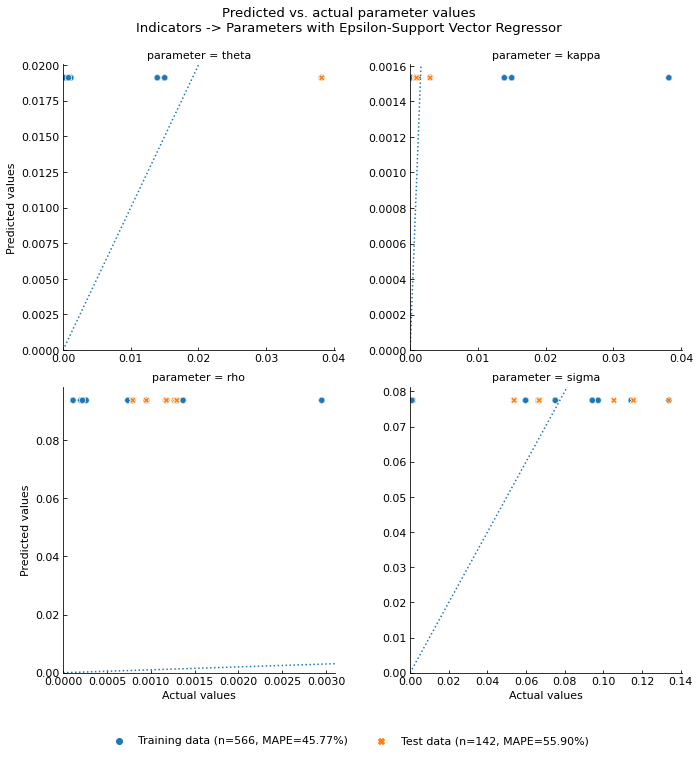 Predicted vs. actual parameter values
Indicators -> Parameters with Epsilon-Support Vector Regressor
parameter = theta
0.0200
0.0175
0.0150
0.0125
0.0100
0.0075
0.0050
0.0025
0.0000
Predicted values
0.00 0.01 0.02 0.03 0.04
parameter = kappa
0.0016
0.0014
0.0012
0.0010
0.0008
0.0006
0.0004
0.0002
0.0000
0.00 0.01 0.02 0.03 0.04
parameter = rho
0.08
0.06
0.04
0.02
0.00
Predicted values
0.0000 0.0005 0.0010 0.0015 0.0020 0.0025 0.0030
Actual values
parameter = sigma
0.08
0.07
0.06
0.05
0.04
0.03
0.02
0.01
0.00
0.00 0.02 0.04 0.06 0.08 0.10 0.12 0.14
Actual values
Training data (n=566, MAPE=45.77%) Test data (n=142, MAPE=55.90%)